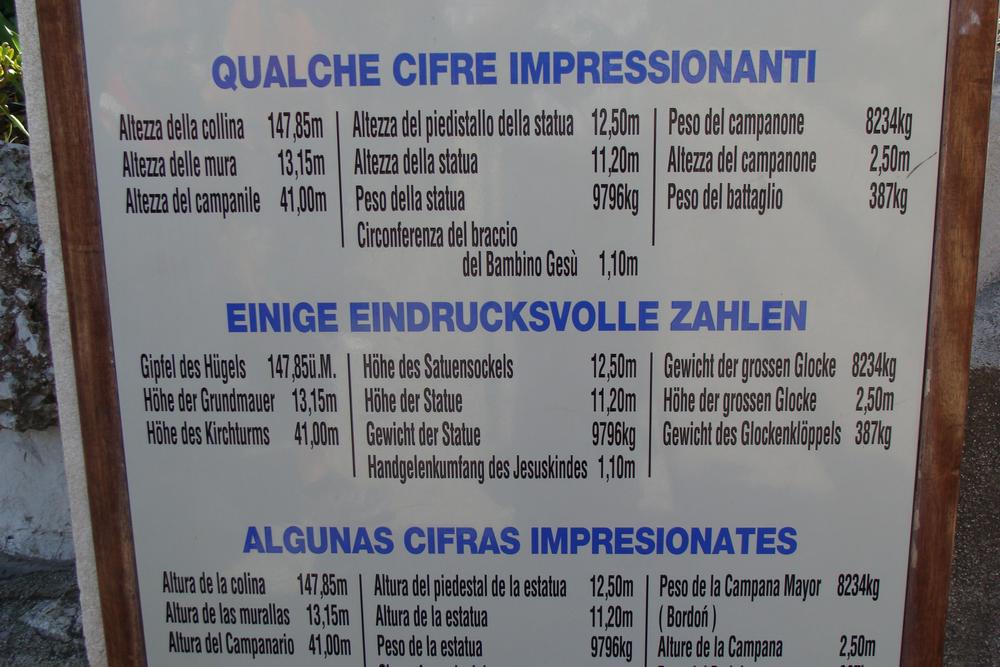 QUALCHE CIFRE IMPRESSIONANTI
Altezza della collina 147,85m Altezza del piedistallo della statua 12,50m Peso del campanone 8234kg
Altezza delle mura 13,15m Altezza della statua 11,20m Altezza del campanone 2,50m
Altezza del campanile 41,00m Peso della statua 9796kg Peso del battaglio 387kg
Circonferenza del braccio
del Bambino Gesù 1,10m
EINIGE EINDRUCKSVOLLE ZAHLEN
Gipfel des Hügels 147,85ü.M. Höhe des Satuensockels 12,50m Gewicht der grossen Glocke 8234kg
Höhe der Grundmauer 13,15m Höhe der Statue 11,20m Höhe der grossen Glocke 2,50m
Höhe des Kirchturms 41,00m Gewicht der Statue 9796kg Gewicht des Glockenklöppels 387kg
Handgelenkumfang des Jesuskindes 1,10m
ALGUNAS CIFRAS IMPRESIONATES
Altura de la colina 147,85m Altura del piedestal de la estatua 12,50m Peso de la Campana Mayor 8234kg
Altura de las murallas 13,15m Altura de la estatua 11,20m ( Bordoń )
Altura del Campanario 41,00m Peso de la estatua 9796kg Alture de la Campana 2,50m